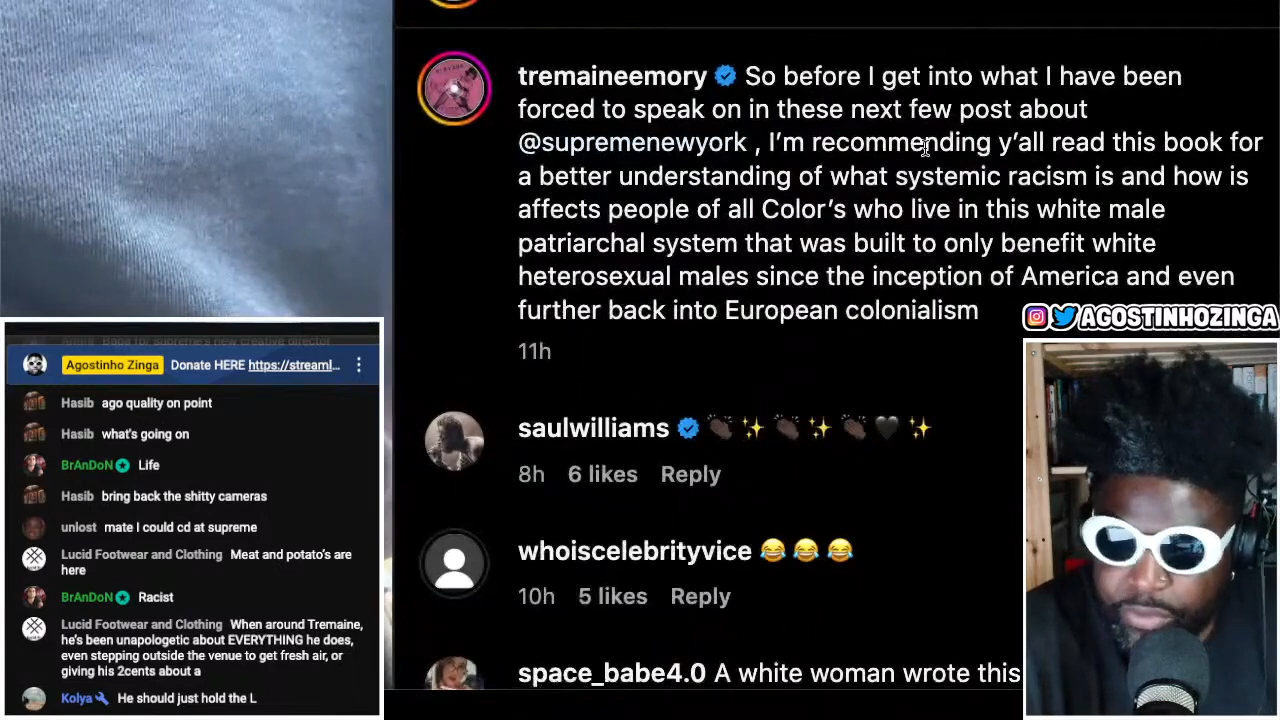 tremaineemory So before I get into what I have been
forced to speak on in these next few post about
@supremenewyork , I’m recommending y’all read this book for
a better understanding of what systemic racism is and how is
affects people of all Color’s who live in this white male
patriarchal system that was built to only benefit white
heterosexual males since the inception of America and even
further back into European colonialism
11h
saulwilliams 👏🏿✨👏🏿✨👏🏿🖤✨
8h 6 likes Reply
whoiscelebrityvice 😂😂😂
10h 5 likes Reply
space_babe4.0 A white woman wrote this
AGOSTINHOZINGA
Agostinho Zinga Donate HERE https://streaml...
Hasib ago quality on point
Hasib what's going on
BrAnDoN Life
Hasib bring back the shitty cameras
unlost mate I could cd at supreme
Lucid Footwear and Clothing Meat and potato’s are
here
BrAnDoN Racist
Lucid Footwear and Clothing When around Tremaine,
he’s been unapologetic about EVERYTHING he does,
even stepping outside the venue to get fresh air, or
giving his 2cents about a
Kolya He should just hold the L